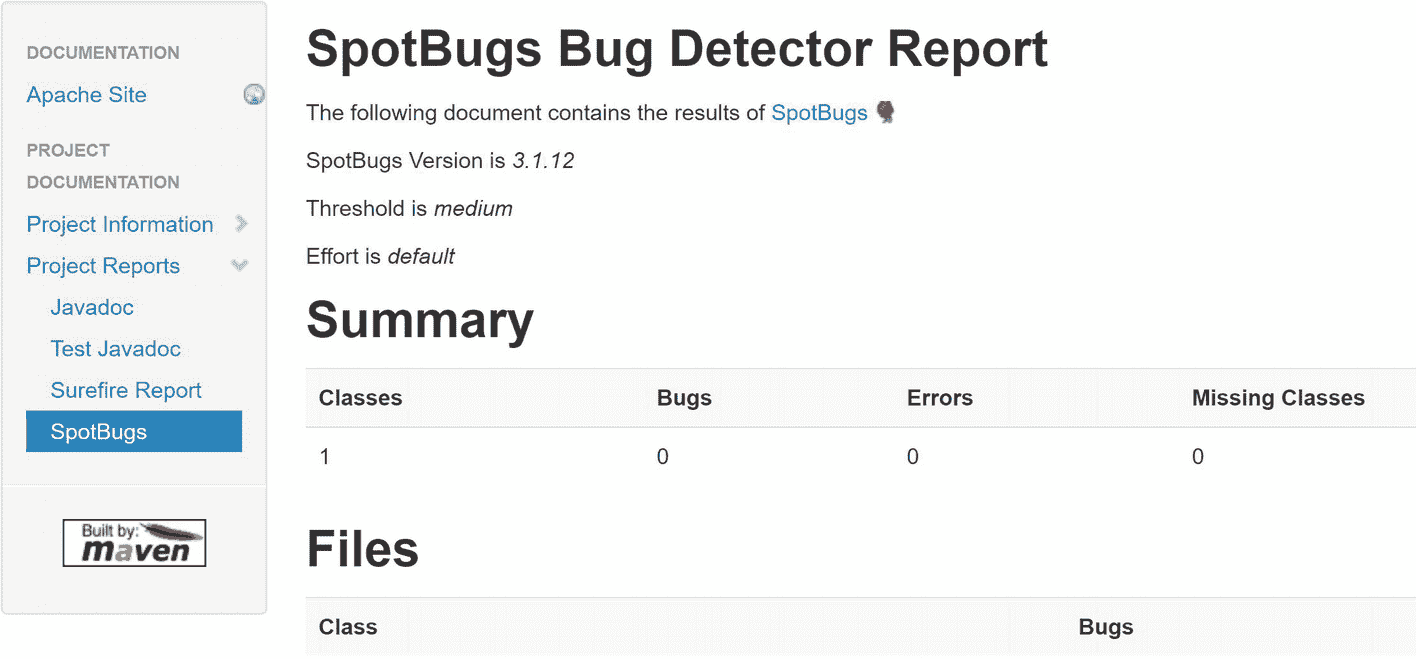 DOCUMENTATION
Apache Site
PROJECT
DOCUMENTATION
Project Information
Project Reports
Javadoc
Test Javadoc
Surefire Report
SpotBugs
Built by:
maven
SpotBugs Bug Detector Report
The following document contains the results of SpotBugs
SpotBugs Version is 3.1.12
Threshold is medium
Effort is default
Summary
Classes Bugs Errors Missing Classes
1 0 0 0
Files
Class Bugs